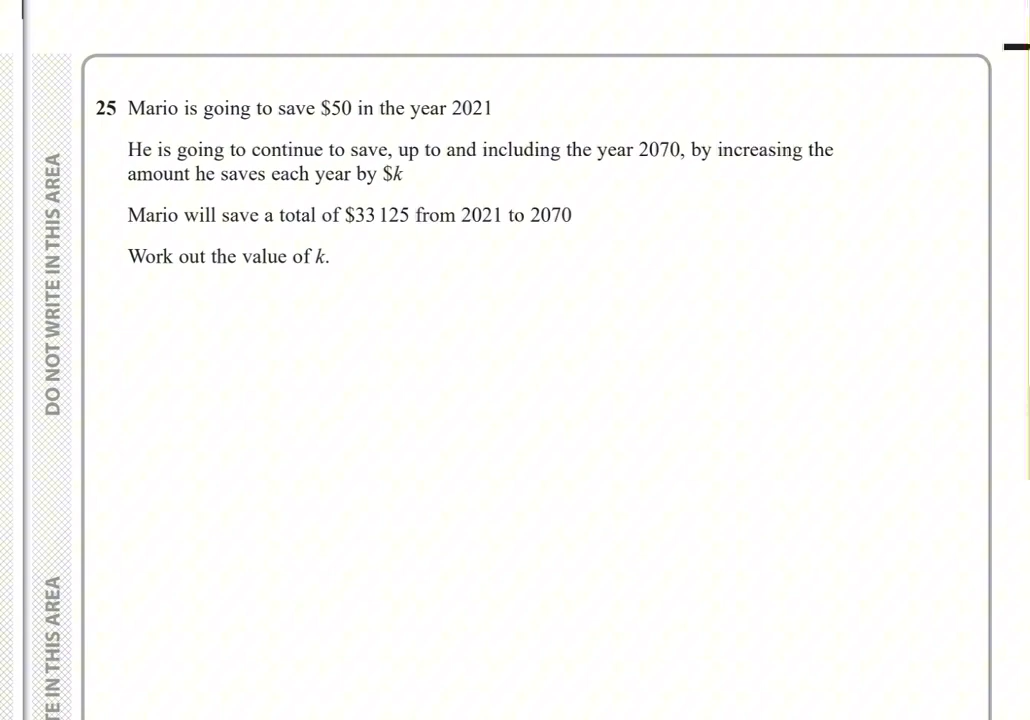 25 Mario is going to save $50 in the year 2021
He is going to continue to save, up to and including the year 2070, by increasing the
amount he saves each year by $k
Mario will save a total of $33 125 from 2021 to 2070
Work out the value of k.
DO NOT WRITE IN THIS AREA
TE IN THIS AREA